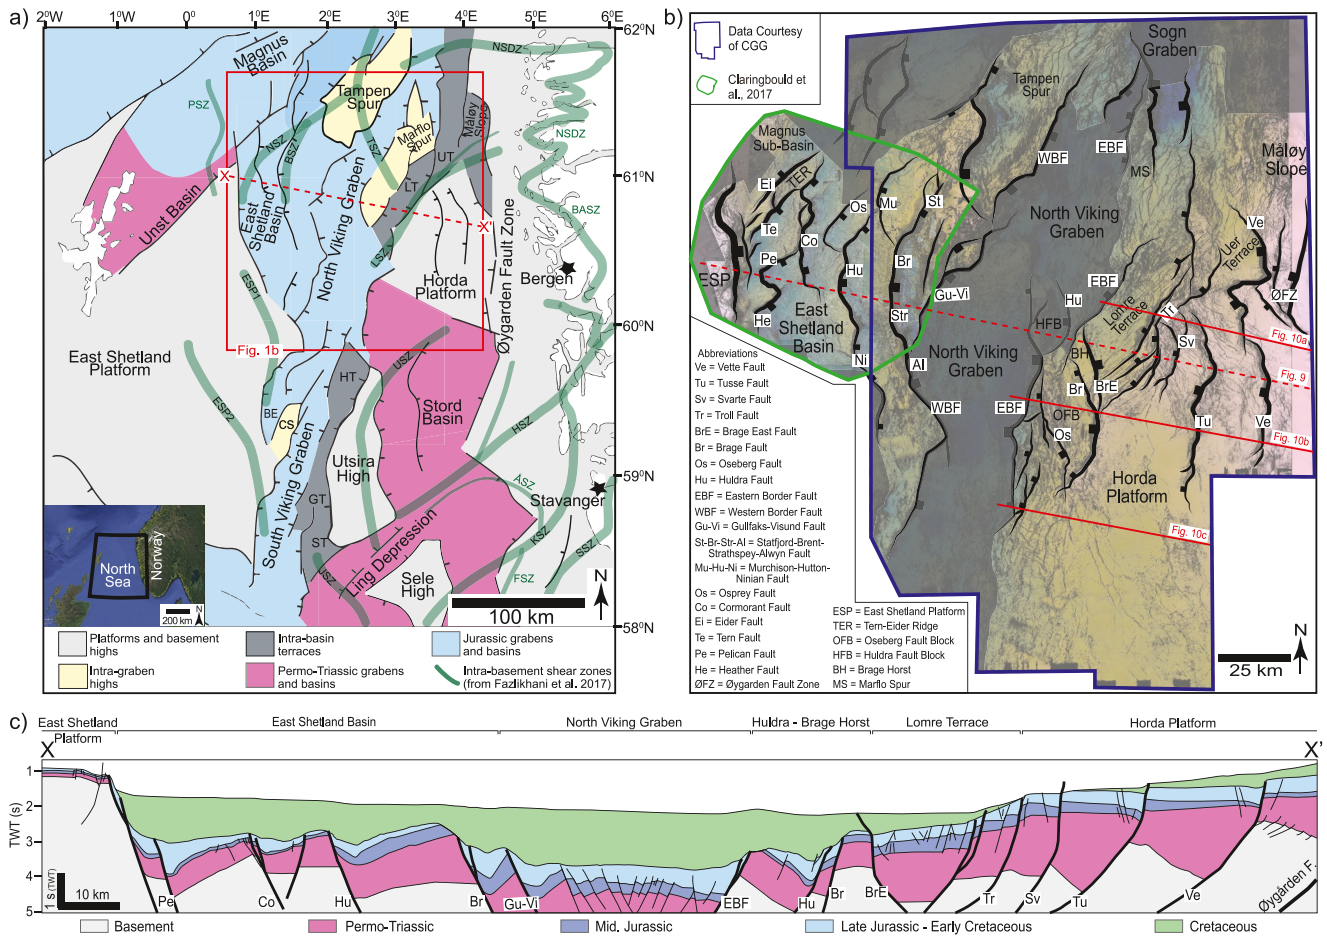 a)
1°W
0°
1°E
2°E
3°E
4°E
5°E
6°E
62°N
61°N
60°N
59°N
58°N
Magnus
Basin
PSZ
NSZ
BSZ
Tampen
Spur
TSZ
Marflo
Spur
Måløy
Slope
NSDZ
NSDZ
UT
LT
X
X'
Unst Basin
East
Shetland
Basin
North Viking Graben
LSZ
BASZ
Horda
Platform
Øygarden Fault Zone
Bergen
ESP1
Fig. 1b
East Shetland
Platform
ESP2
HT
USZ
BE
CS
Stord
Basin
HSZ
Utsira
High
South Viking Graben
GT
ST
USZ
Ling Depression
ASZ
KSZ
FSZ
SSZ
Stavanger
Sele
High
North
Sea
Norway
200 km
N
N
100 km
Platforms and basement
highs
Intra-basin
terraces
Jurassic grabens
and basins
Intra-graben
highs
Permo-Triassic grabens
and basins
Intra-basement shear zones
(from Fazlikhani et al. 2017)
b)
Data Courtesy
of CGG
Claringbould et
al., 2017
Sogn
Graben
Tampen
Spur
Magnus
Sub-Basin
Ei
TER
Te
Pe
Co
Os
Hu
Mu
St
Br
Str
Gu-Vi
WBF
EBF
MS
Måløy
Slope
North Viking
Graben
Ve
Uer
Terrace
ØFZ
ESP
He
East
Shetland
Basin
Ni
Al
EBF
Hu
HFB
Lomre
Terrace
Tr
Sv
Fig. 10a
Fig. 9
North Viking
Graben
BH
Br
BrE
WBF
EBF
OFB
Os
Tu
Ve
Fig. 10b
Horda
Platform
Fig. 10c
N
25 km
Abbreviations
Ve = Vette Fault
Tu = Tusse Fault
Sv = Svarte Fault
Tr = Troll Fault
BrE = Brage East Fault
Br = Brage Fault
Os = Oseberg Fault
Hu = Huldra Fault
EBF = Eastern Border Fault
WBF = Western Border Fault
Gu-Vi = Gullfaks-Visund Fault
St-Br-Str-Al = Statfjord-Brent-
Strathspey-Alwyn Fault
Mu-Hu-Ni = Murchison-Hutton-
Ninian Fault
Os = Osprey Fault
Co = Cormorant Fault
Ei = Eider Fault
Te = Tern Fault
Pe = Pelican Fault
He = Heather Fault
ØFZ = Øygarden Fault Zone
ESP = East Shetland Platform
TER = Tern-Eider Ridge
OFB = Oseberg Fault Block
HFB = Huldra Fault Block
BH = Brage Horst
MS = Marflo Spur
c)
East Shetland
Platform
East Shetland Basin
North Viking Graben
Huldra - Brage Horst
Lomre Terrace
Horda Platform
X
X'
TWT (s)
1
2
3
4
5
1 s (TWT)
10 km
Pe
Co
Hu
Br
Gu-Vi
EBF
Hu
Br
BrE
Tr
Sv
Tu
Ve
Øygården F.
Basement
Permo-Triassic
Mid. Jurassic
Late Jurassic - Early Cretaceous
Cretaceous